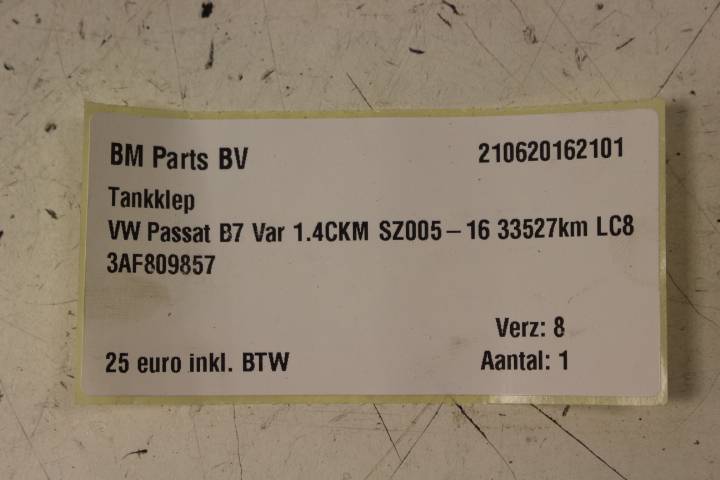 BM Parts BV 210620162101
Tankklep
VW Passat B7 Var 1.4CKM SZ005-16 33527km LC8
3AF809857
Verz: 8
25 euro inkl. BTW Aantal: 1